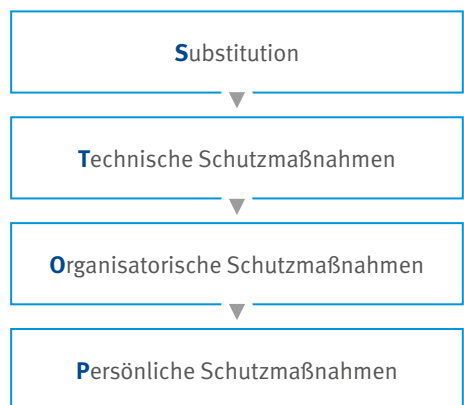 Substitution
Technische Schutzmaßnahmen
Organisatorische Schutzmaßnahmen
Persönliche Schutzmaßnahmen